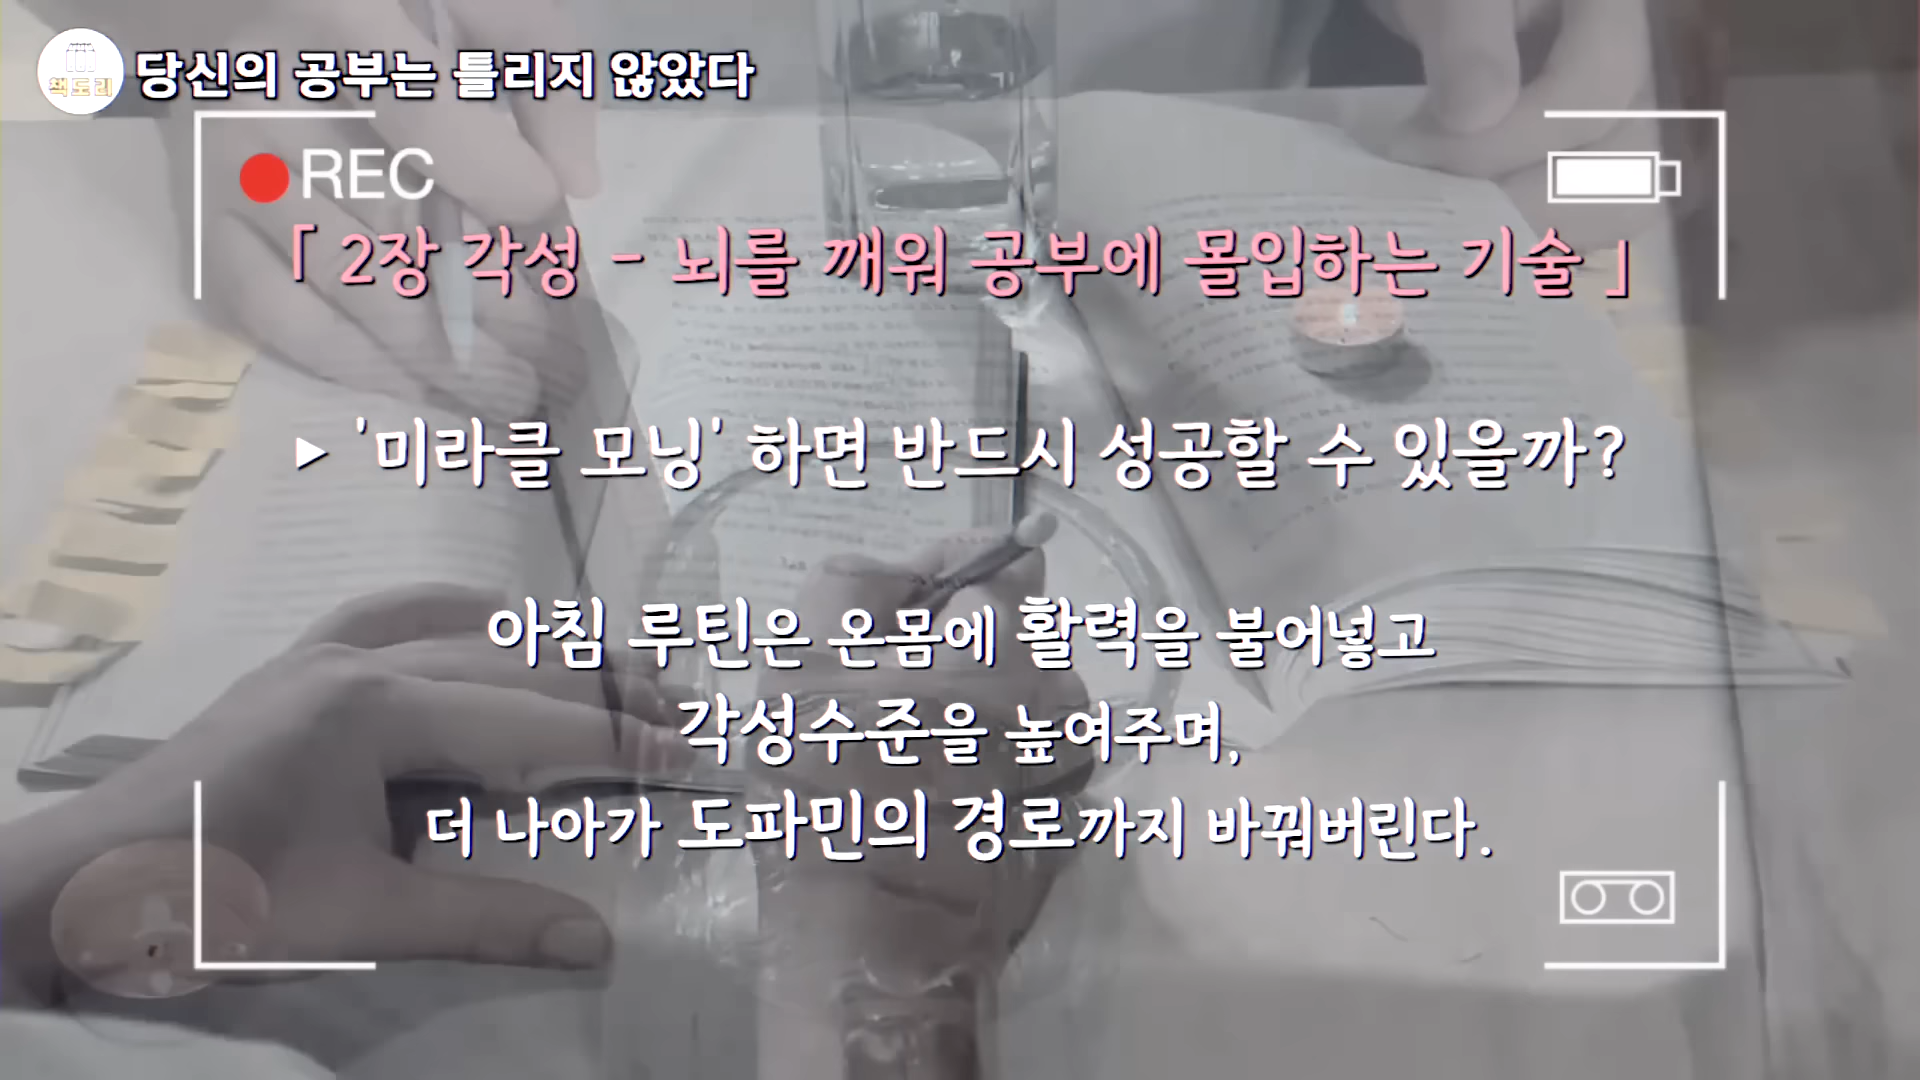 책도리
당신의 공부는 틀리지 않았다
REC
「 2장 각성 - 뇌를 깨워 공부에 몰입하는 기술 」
▶ '미라클 모닝' 하면 반드시 성공할 수 있을까?
아침 루틴은 온몸에 활력을 불어넣고
각성수준을 높여주며,
더 나아가 도파민의 경로까지 바꿔버린다.